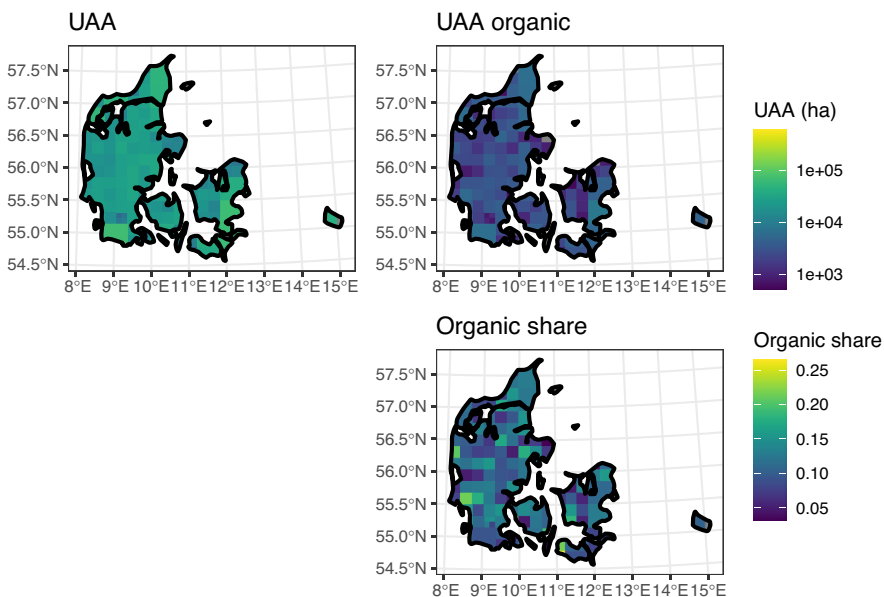 UAA
57.5°N
57.0°N
56.5°N
56.0°N
55.5°N
55.0°N
54.5°N
8°E 9°E 10°E 11°E 12°E 13°E 14°E 15°E
UAA organic
57.5°N
57.0°N
56.5°N
56.0°N
55.5°N
55.0°N
54.5°N
8°E 9°E 10°E 11°E 12°E 13°E 14°E 15°E
UAA (ha)
1e+05
1e+04
1e+03
Organic share
57.5°N
57.0°N
56.5°N
56.0°N
55.5°N
55.0°N
54.5°N
8°E 9°E 10°E 11°E 12°E 13°E 14°E 15°E
Organic share
0.25
0.20
0.15
0.10
0.05